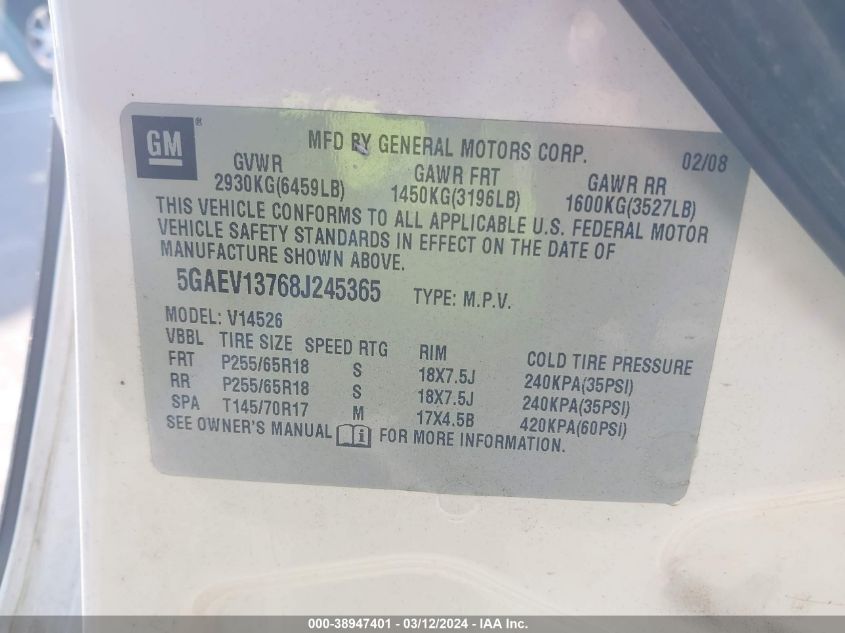 GM®
MFD BY GENERAL MOTORS CORP. 02/08
GVWR GAWR FRT GAWR RR
2930KG(6459LB) 1450KG(3196LB) 1600KG(3527LB)
THIS VEHICLE CONFORMS TO ALL APPLICABLE U.S. FEDERAL MOTOR
VEHICLE SAFETY STANDARDS IN EFFECT ON THE DATE OF
MANUFACTURE SHOWN ABOVE.
5GAEV13768J245365 TYPE: M.P.V.
MODEL: V14526
VBBL TIRE SIZE SPEED RTG RIM COLD TIRE PRESSURE
FRT P255/65R18 S 18X7.5J 240KPA(35PSI)
RR P255/65R18 S 18X7.5J 240KPA(35PSI)
SPA T145/70R17 M 17X4.5B 420KPA(60PSI)
SEE OWNER'S MANUAL i FOR MORE INFORMATION.
000-38947401 - 03/12/2024 - IAA Inc.